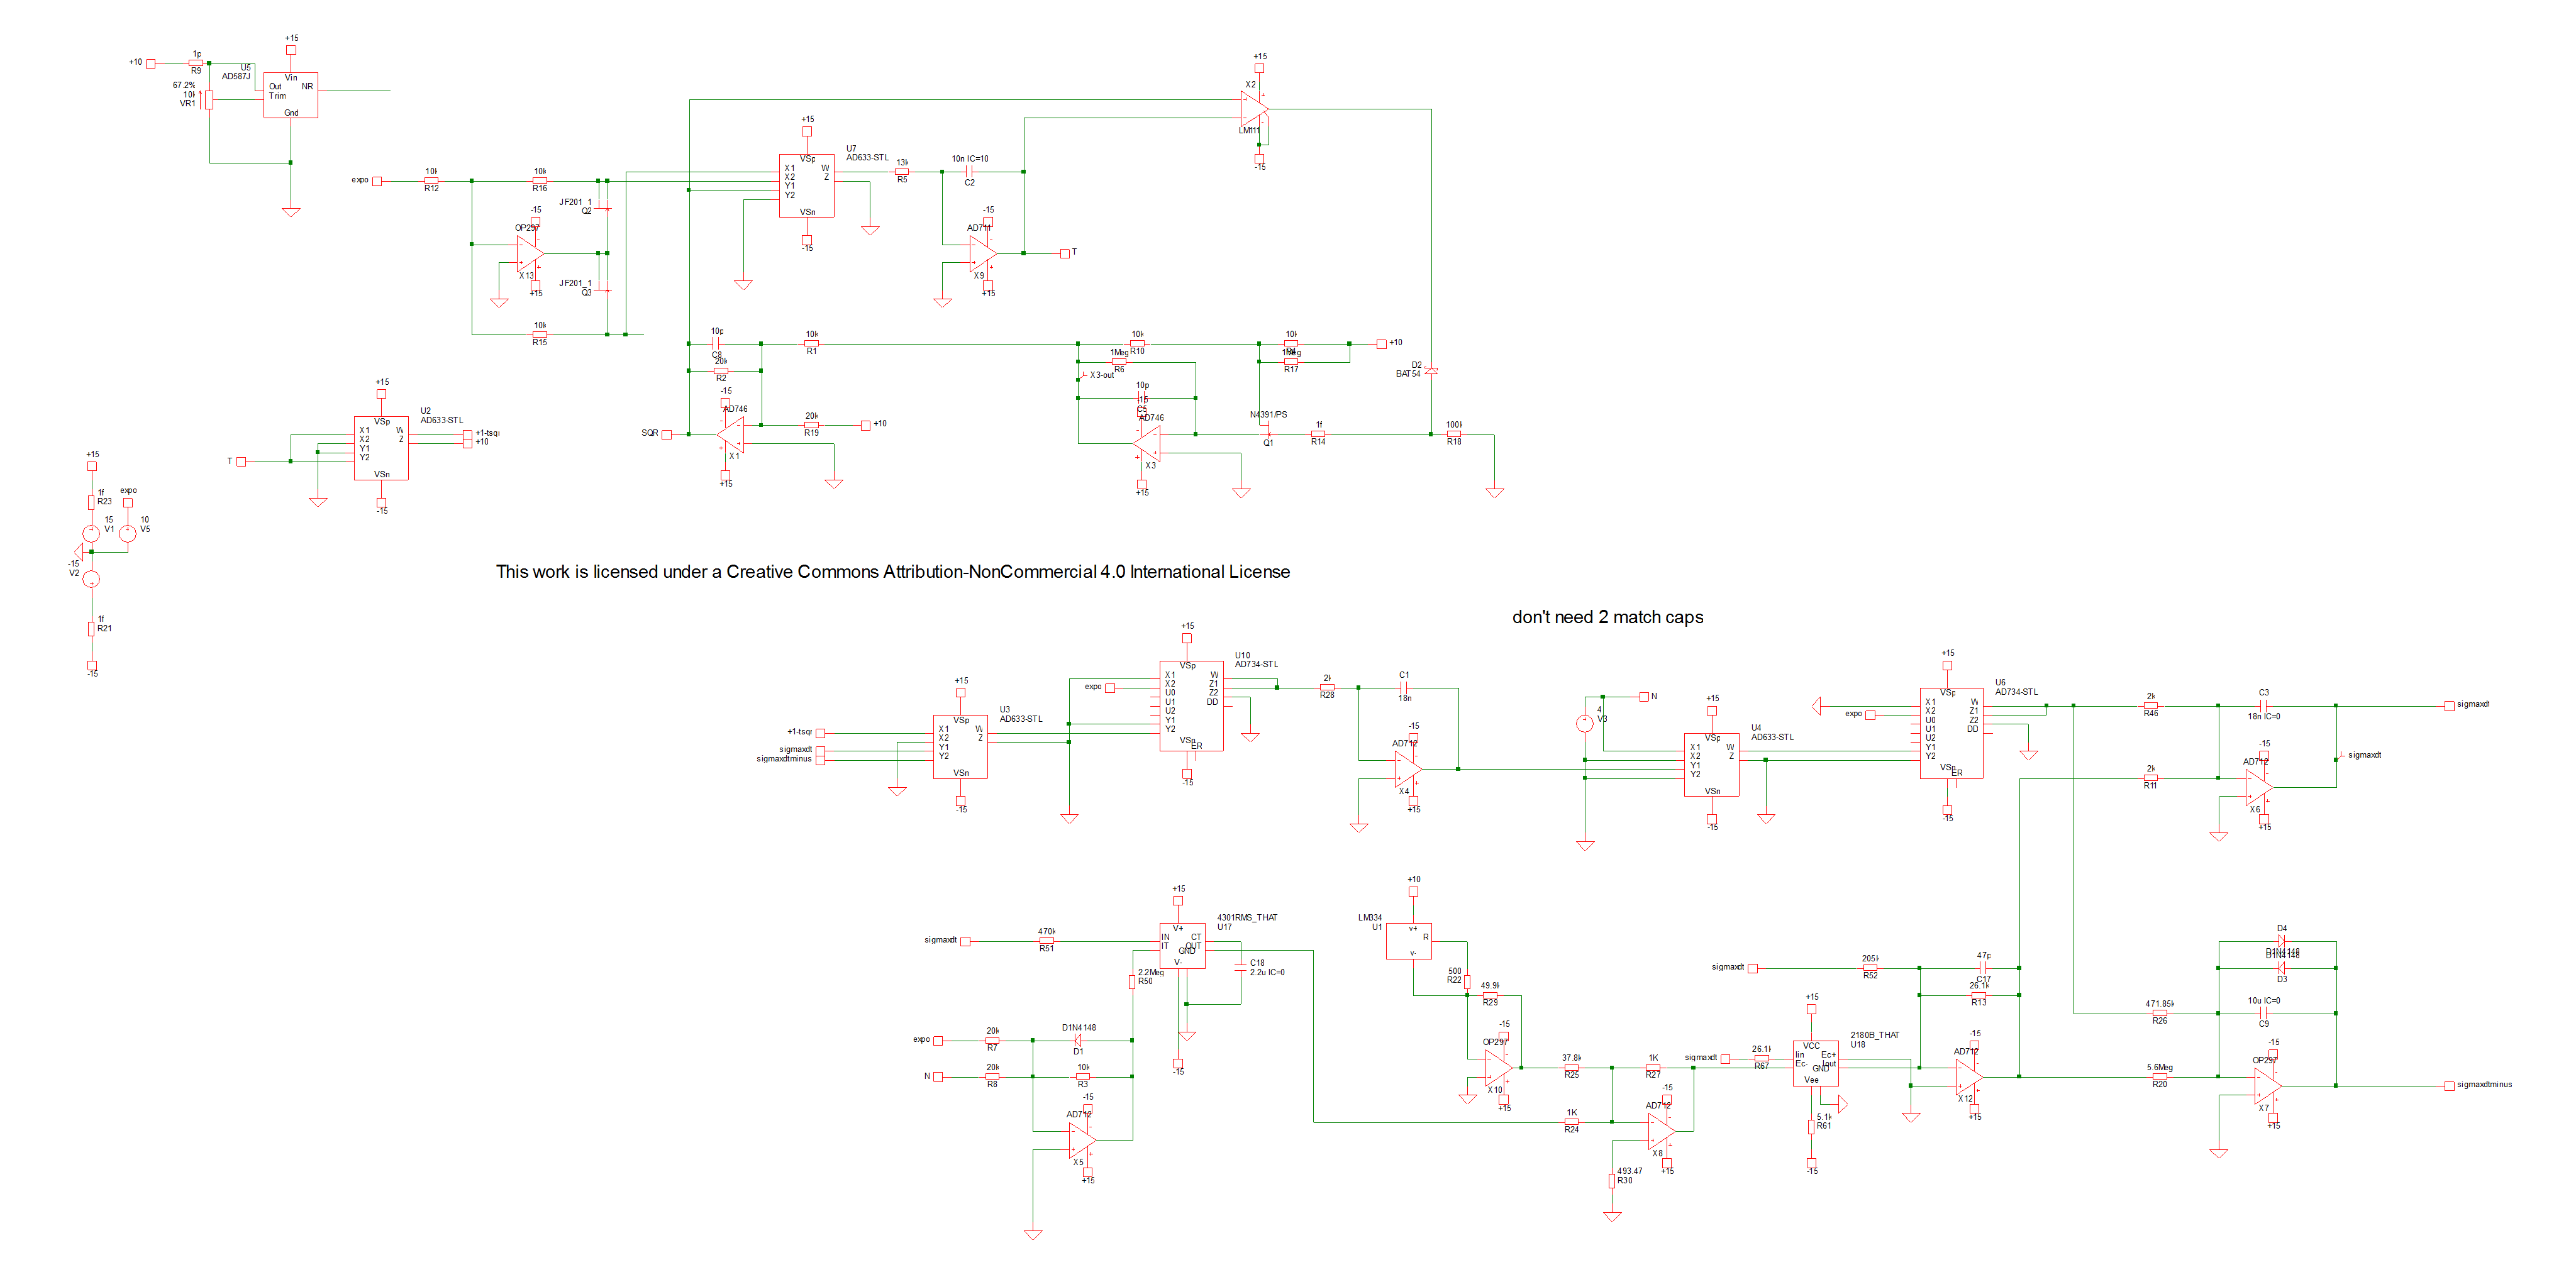 +10
1p
R9
67.2%
10k
VR1
U5
AD587J
+15
Vin
Out
NR
Trim
Gnd
expo
10k
R12
10k
R16
JF201_1
Q2
-15
OP297
X13
+15
JF201_1
Q3
10k
R15
+15
U7
AD633-STL
VSp
X1
W
X2
Z
Y1
Y2
VSn
-15
13k
R5
10n IC=10
C2
-15
AD711
X9
+15
T
+15
X2
LM111
-15
10p
C8
20k
R2
10k
R1
-15
AD746
X1
+15
SQR
20k
R19
+10
10k
R10
1Meg
R6
X3-out
10p
C5
-15
AD746
X3
+15
10k
1Meg
R17
+10
N4391/PS
Q1
1f
R14
D2
BAT54
100k
R18
+15
U2
AD633-STL
VSp
X1
W
X2
Z
Y1
Y2
VSn
-15
+1-tsqr
+10
T
+15
1f
R23
expo
15
V1
10
V5
-15
V2
1f
R21
-15
This work is licensed under a Creative Commons Attribution-NonCommercial 4.0 International License
don't need 2 match caps
+1-tsqr
sigmaxdt
sigmaxdtminus
+15
U3
AD633-STL
VSp
X1
W
X2
Z
Y1
Y2
VSn
-15
+15
U10
AD734-STL
expo
VSp
X1
W
X2
Z1
U0
Z2
U1
DD
U2
Y1
Y2
VSn
ER
-15
2k
R28
C1
18n
-15
AD712
X4
+15
N
4
V3
+15
U4
AD633-STL
VSp
X1
W
X2
Z
Y1
Y2
VSn
-15
+15
U6
AD734-STL
expo
VSp
X1
W
X2
Z1
U0
Z2
U1
DD
U2
Y1
Y2
VSn
ER
-15
2k
R46
C3
18n IC=0
2k
R11
-15
AD712
X6
+15
sigmaxdt
sigmaxdt
sigmaxdt
470k
R51
+15
4301RMS_THAT
U17
V+
IN
CT
IT
OUT
GND
V-
-15
C18
2.2u IC=0
2.2Meg
R50
expo
20k
R7
D1N4148
D1
N
20k
R8
10k
R3
-15
AD712
X5
+15
+10
LM334
U1
v+
R
v-
500
R22
49.9k
R29
-15
OP297
X10
+15
37.8k
R25
1K
R27
1K
R24
-15
AD712
X8
+15
493.47
R30
sigmaxdt
205k
R52
sigmaxdt
26.1k
R67
+15
2180B_THAT
U18
VCC
Iin
Ec+
Ec-
Iout
GND
Vee
5.1k
R61
-15
47p
C17
26.1k
R13
-15
AD712
X12
+15
D4
D1N4148
D1N4148
D3
471.85k
R26
10u IC=0
C9
5.6Meg
R20
-15
OP297
X7
+15
sigmaxdtminus